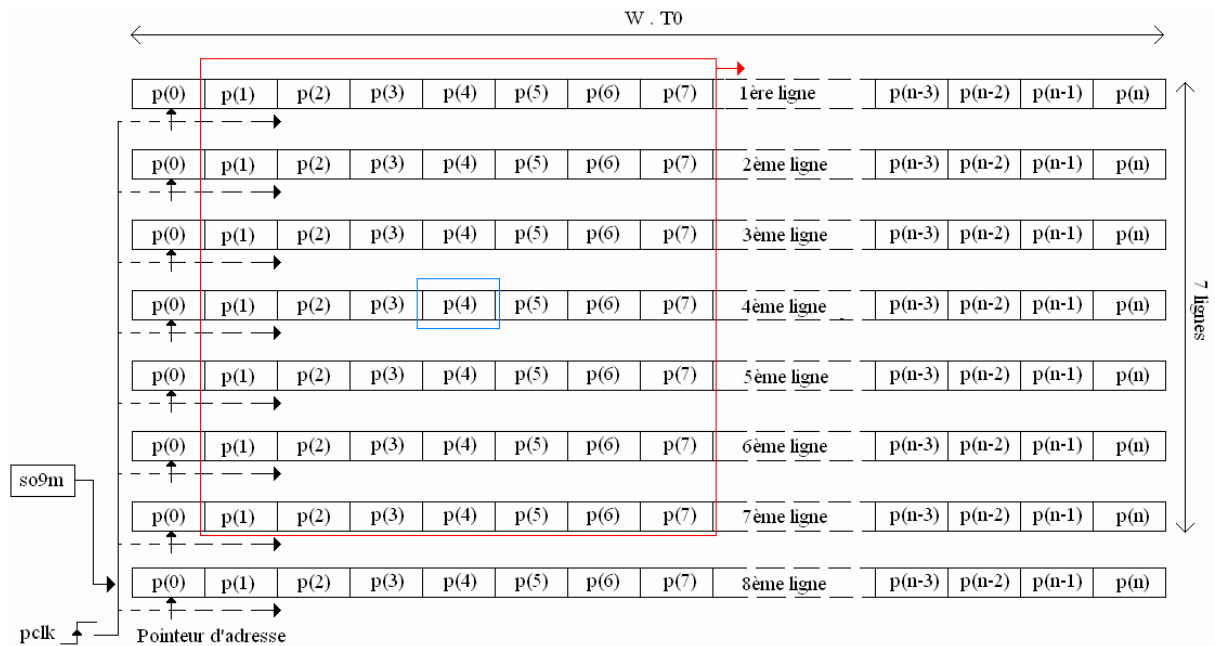 W . T0
p(0) p(1) p(2) p(3) p(4) p(5) p(6) p(7) 1ère ligne p(n-3) p(n-2) p(n-1) p(n)
p(0) p(1) p(2) p(3) p(4) p(5) p(6) p(7) 2ème ligne p(n-3) p(n-2) p(n-1) p(n)
p(0) p(1) p(2) p(3) p(4) p(5) p(6) p(7) 3ème ligne p(n-3) p(n-2) p(n-1) p(n)
p(0) p(1) p(2) p(3) p(4) p(5) p(6) p(7) 4ème ligne p(n-3) p(n-2) p(n-1) p(n)
7 lignes
p(0) p(1) p(2) p(3) p(4) p(5) p(6) p(7) 5ème ligne p(n-3) p(n-2) p(n-1) p(n)
p(0) p(1) p(2) p(3) p(4) p(5) p(6) p(7) 6ème ligne p(n-3) p(n-2) p(n-1) p(n)
so9m
p(0) p(1) p(2) p(3) p(4) p(5) p(6) p(7) 7ème ligne p(n-3) p(n-2) p(n-1) p(n)
p(0) p(1) p(2) p(3) p(4) p(5) p(6) p(7) 8ème ligne p(n-3) p(n-2) p(n-1) p(n)
pclk Pointeur d'adresse